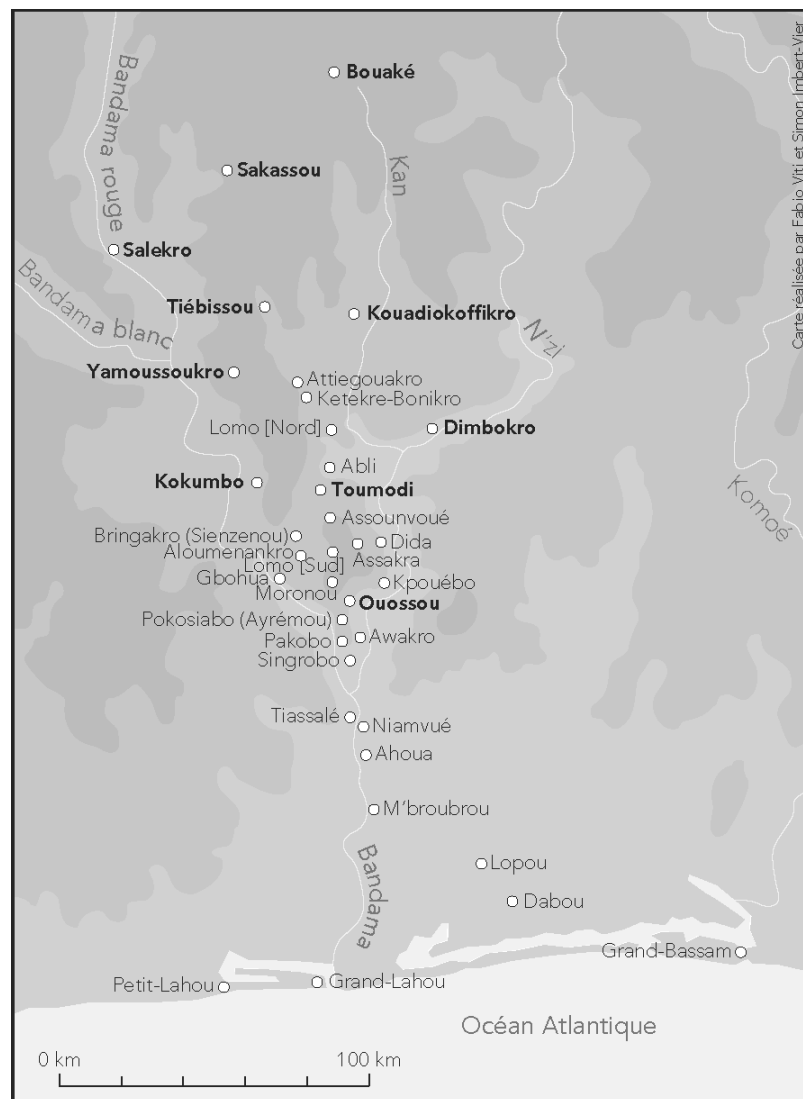 Carte réalisée par Fabio Viti et Simon Imbert-Vier
Bouaké
Bandama rouge
Kan
Sakassou
Salekro
Bandama blanc
Tiébissou
Kouadiokoffikro
N'zi
Yamoussoukro
Attiegouakro
Ketekre-Bonikro
Lomo [Nord]
Dimbokro
Abli
Kokumbo
Toumodi
Komoé
Assounvoué
Bringakro (Sienzenou)
Dida
Aloumenankro
Assakra
Lomo [Sud]
Gbohua
Kpouébo
Moronou
Ouossou
Pokosiabo (Ayrémou)
Awakro
Pakobo
Singrobo
Tiassalé
Niamvué
Ahoua
M'broubrou
Bandama
Lopou
Dabou
Grand-Bassam
Petit-Lahou
Grand-Lahou
Océan Atlantique
0 km
100 km